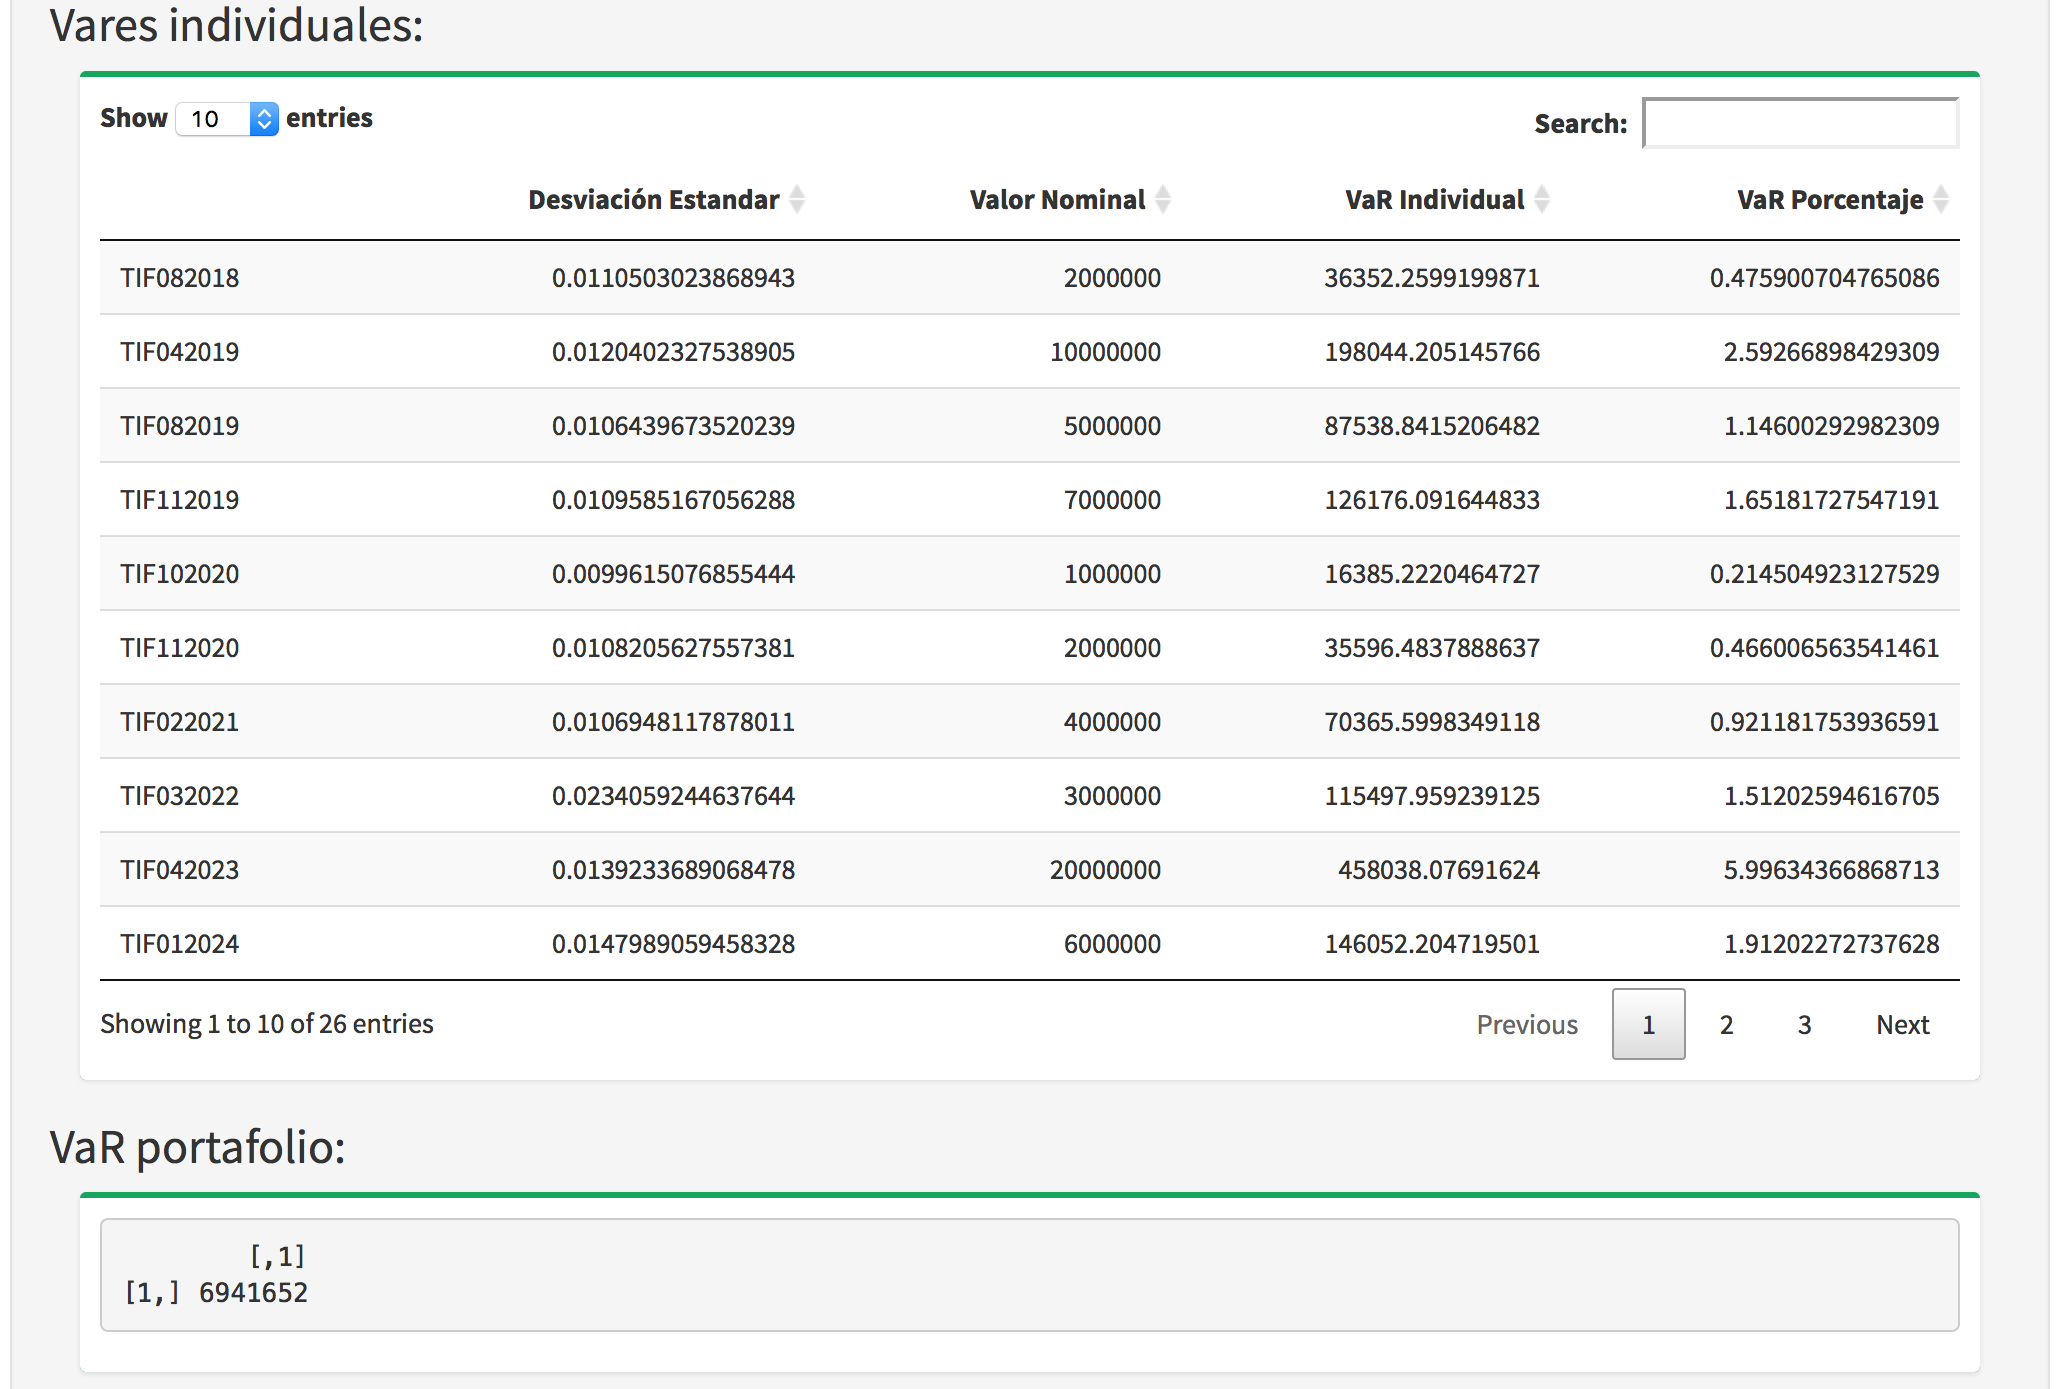 Vares individuales:
Show 10 entries
Search:
Desviación Estandar Valor Nominal VaR Individual VaR Porcentaje
TIF082018 0.0110503023868943 2000000 36352.2599199871 0.475900704765086
TIF042019 0.0120402327538905 10000000 198044.205145766 2.59266898429309
TIF082019 0.0106439673520239 5000000 87538.8415206482 1.14600292982309
TIF112019 0.0109585167056288 7000000 126176.091644833 1.65181727547191
TIF102020 0.0099615076855444 1000000 16385.2220464727 0.214504923127529
TIF112020 0.0108205627557381 2000000 35596.4837888637 0.466006563541461
TIF022021 0.0106948117878011 4000000 70365.5998349118 0.921181753936591
TIF032022 0.0234059244637644 3000000 115497.959239125 1.51202594616705
TIF042023 0.0139233689068478 20000000 458038.07691624 5.99634366868713
TIF012024 0.0147989059458328 6000000 146052.204719501 1.91202272737628
Showing 1 to 10 of 26 entries
Previous 1 2 3 Next
VaR portafolio:
[,1]
[1,] 6941652